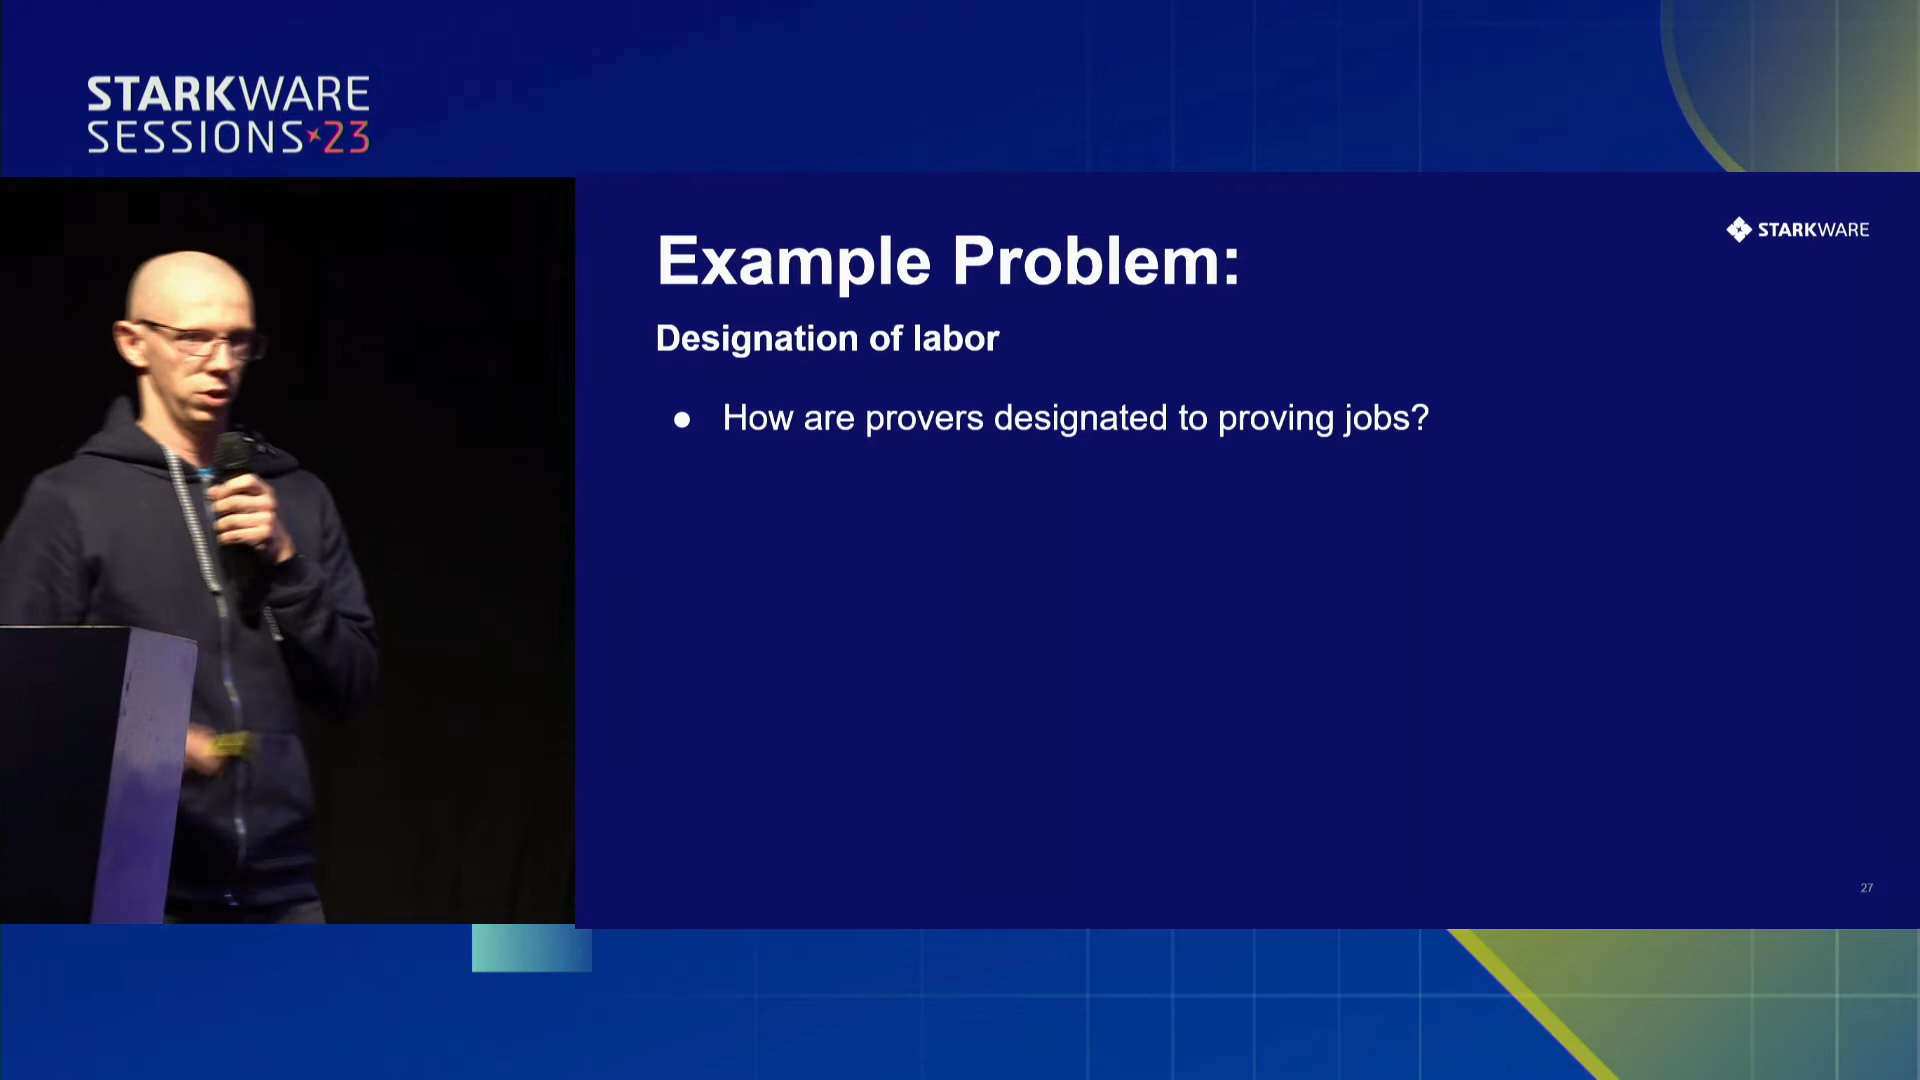 STARKWARE
SESSIONS 23
STARKWARE
Example Problem:
Designation of labor
● How are provers designated to proving jobs?
27